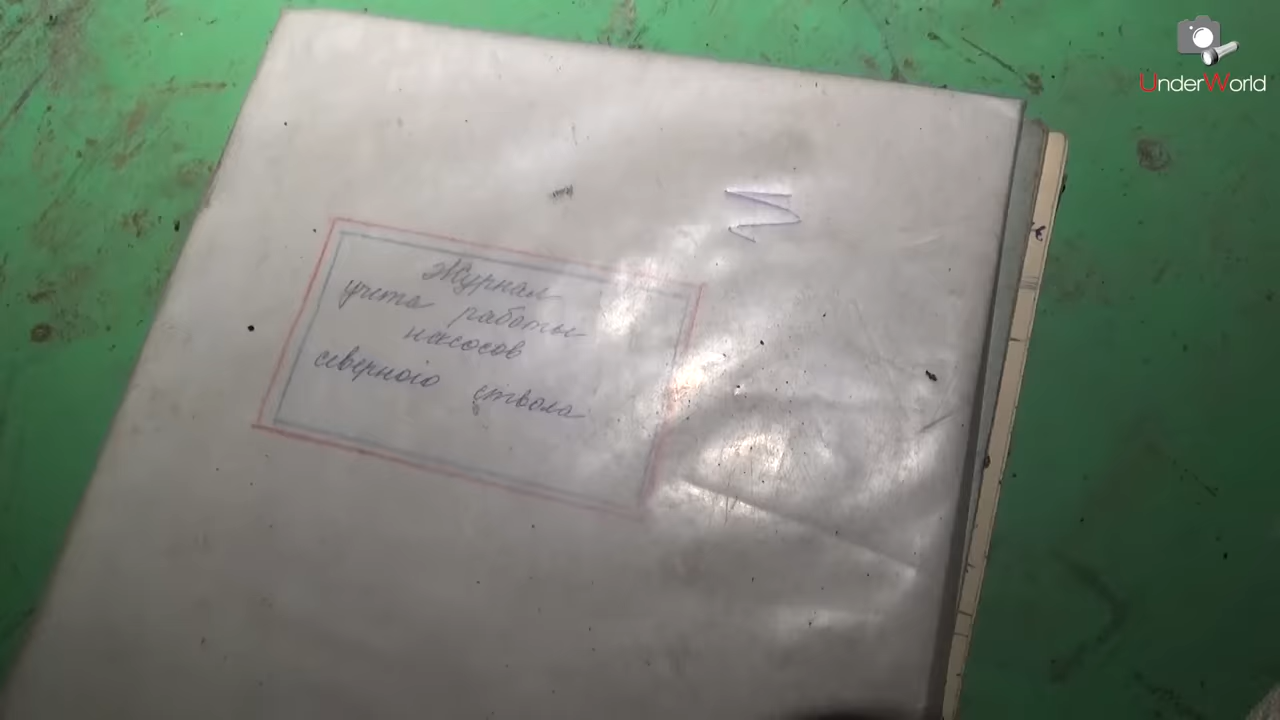 UnderWorld
Журнал
учета работы
насосов
северного ствола